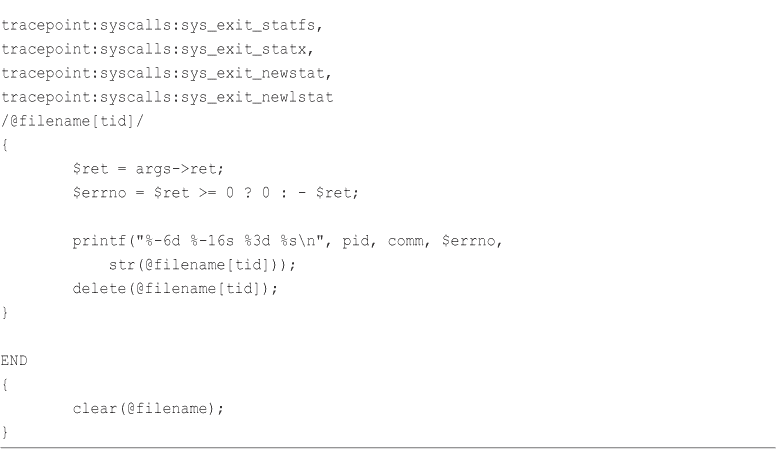 tracepoint:syscalls:sys_exit_statfs,
tracepoint:syscalls:sys_exit_statx,
tracepoint:syscalls:sys_exit_newstat,
tracepoint:syscalls:sys_exit_newlstat
/@filename[tid]/
{
        $ret = args->ret;
        $errno = $ret >= 0 ? 0 : - $ret;

        printf("%-6d %-16s %3d %s\n", pid, comm, $errno,
            str(@filename[tid]));
        delete(@filename[tid]);
}

END
{
        clear(@filename);
}